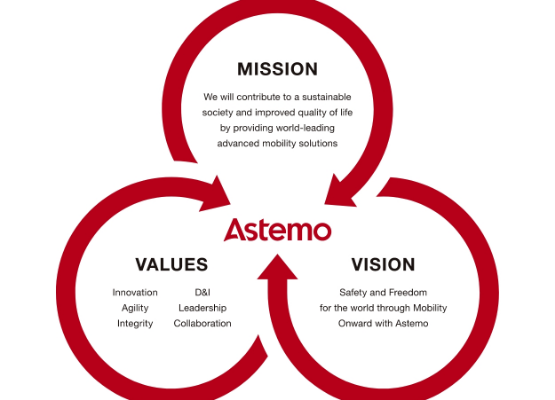 MISSION
We will contribute to a sustainable
society and improved quality of life
by providing world-leading
advanced mobility solutions
Astemo
VALUES
Innovation D&I
Agility Leadership
Integrity Collaboration
VISION
Safety and Freedom
for the world through Mobility
Onward with Astemo